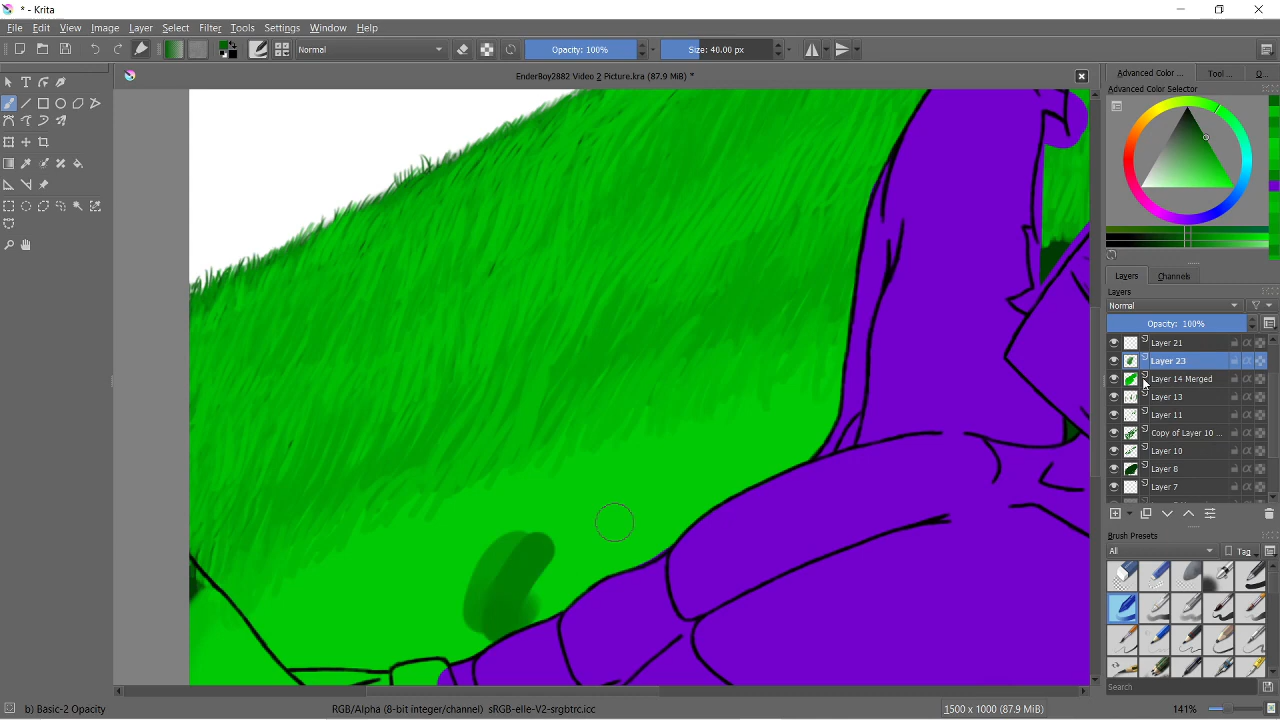 * - Krita
File Edit View Image Layer Select Filter Tools Settings Window Help
Normal Opacity: 100% Size: 40.00 px
EnderBoy2882 Video 2 Picture.kra (87.9 MiB) *
Advanced Color ... Tool ... O...
Advanced Color Selector
Layers Channels
Layers
Normal
Opacity: 100%
Layer 21
Layer 23
Layer 14 Merged
Layer 13
Layer 11
Copy of Layer 10 ...
Layer 10
Layer 8
Layer 7
Brush Presets
All Tag
Search
b) Basic-2 Opacity RGB/Alpha (8-bit integer/channel) sRGB-elle-V2-srgbtrc.icc 1500 x 1000 (87.9 MiB) 141%